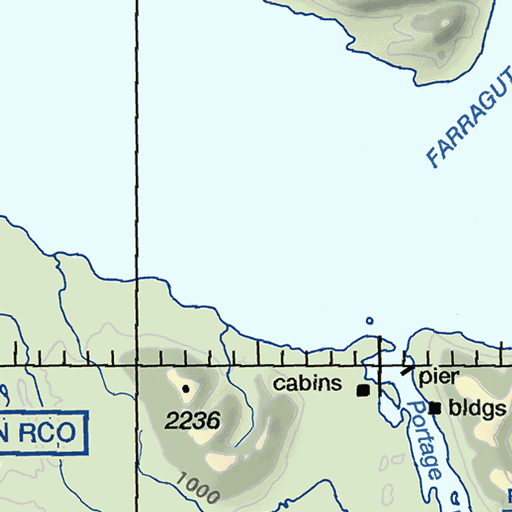 FARRAGUT
pier
cabins
bldgs
2236
N RCO
Portage
1000